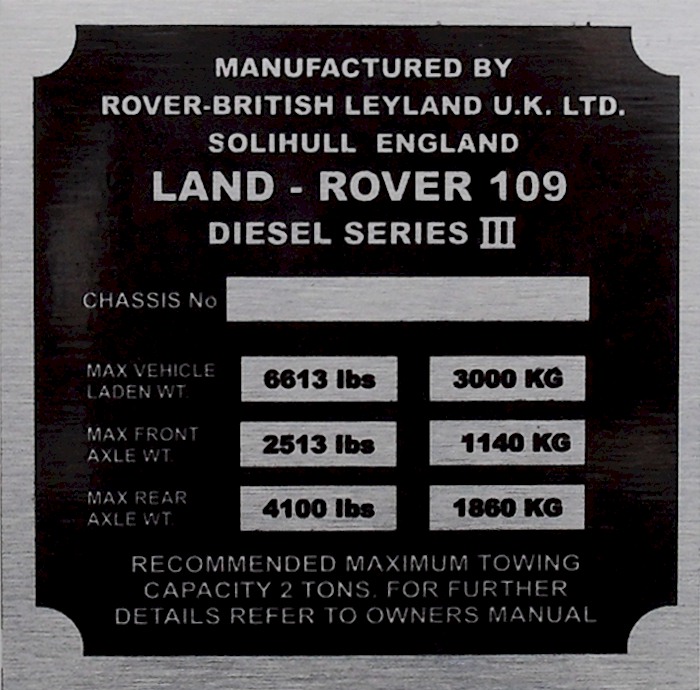 MANUFACTURED BY
ROVER-BRITISH LEYLAND U.K. LTD.
SOLIHULL ENGLAND
LAND - ROVER 109
DIESEL SERIES III
CHASSIS No
MAX VEHICLE
LADEN WT.
6613 lbs 3000 KG
MAX FRONT
AXLE WT.
2513 lbs 1140 KG
MAX REAR
AXLE WT.
4100 lbs 1860 KG
RECOMMENDED MAXIMUM TOWING
CAPACITY 2 TONS. FOR FURTHER
DETAILS REFER TO OWNERS MANUAL